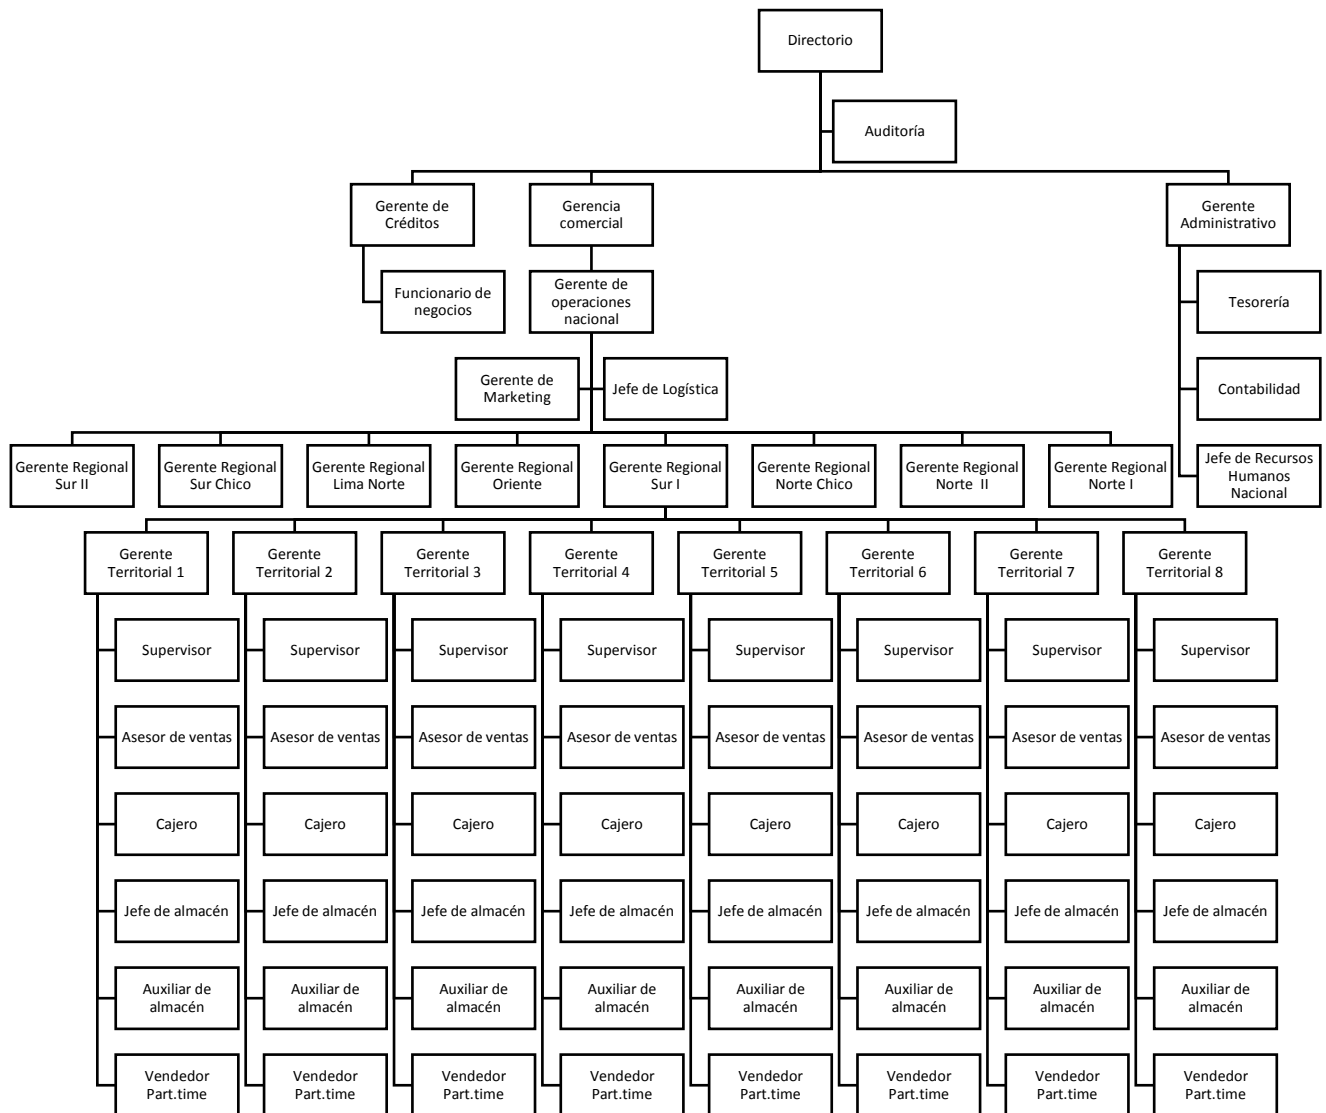 Directorio
Auditoría
Gerente de
Créditos
Gerencia
comercial
Gerente
Administrativo
Funcionario de
negocios
Gerente de
operaciones
nacional
Tesorería
Gerente de
Marketing
Jefe de Logística
Contabilidad
Gerente Regional
Sur II
Gerente Regional
Sur Chico
Gerente Regional
Lima Norte
Gerente Regional
Oriente
Gerente Regional
Sur I
Gerente Regional
Norte Chico
Gerente Regional
Norte  II
Gerente Regional
Norte I
Jefe de Recursos
Humanos
Nacional
Gerente
Territorial 1
Gerente
Territorial 2
Gerente
Territorial 3
Gerente
Territorial 4
Gerente
Territorial 5
Gerente
Territorial 6
Gerente
Territorial 7
Gerente
Territorial 8
Supervisor
Supervisor
Supervisor
Supervisor
Supervisor
Supervisor
Supervisor
Supervisor
Asesor de ventas
Asesor de ventas
Asesor de ventas
Asesor de ventas
Asesor de ventas
Asesor de ventas
Asesor de ventas
Asesor de ventas
Cajero
Cajero
Cajero
Cajero
Cajero
Cajero
Cajero
Cajero
Jefe de almacén
Jefe de almacén
Jefe de almacén
Jefe de almacén
Jefe de almacén
Jefe de almacén
Jefe de almacén
Jefe de almacén
Auxiliar de
almacén
Auxiliar de
almacén
Auxiliar de
almacén
Auxiliar de
almacén
Auxiliar de
almacén
Auxiliar de
almacén
Auxiliar de
almacén
Auxiliar de
almacén
Vendedor
Part.time
Vendedor
Part.time
Vendedor
Part.time
Vendedor
Part.time
Vendedor
Part.time
Vendedor
Part.time
Vendedor
Part.time
Vendedor
Part.time